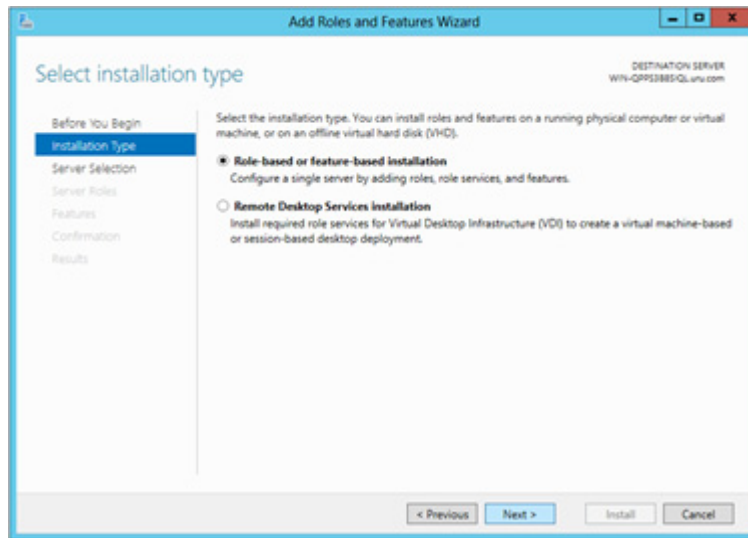 Add Roles and Features Wizard
Select installation type
DESTINATION SERVER
Before You Begin
Installation Type
Server Selection
Server Roles
Features
Confirmation
Results
Select the installation type. You can install roles and features on a running physical computer or virtual
machine, or on an offline virtual hard disk (VHD).
Role-based or feature-based installation
Configure a single server by adding roles, role services, and features.
Remote Desktop Services installation
Install required role services for Virtual Desktop Infrastructure (VDI) to create a virtual machine-based
or session-based desktop deployment.
< Previous
Next >
Install
Cancel